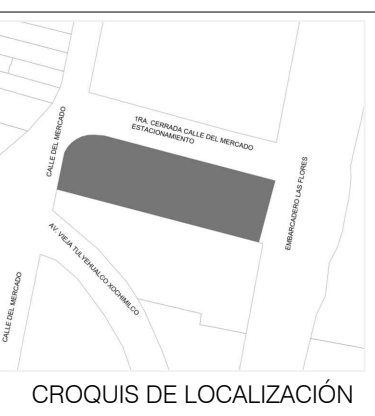 1RA. CERRADA CALLE DEL MERCADO
ESTACIONAMIENTO
CALLE DEL MERCADO
EMBARCADERO LAS FLORES
AV. VIEJA TULYEHUALCO XOCHIMILCO
CALLE DEL MERCADO
CROQUIS DE LOCALIZACIÓN